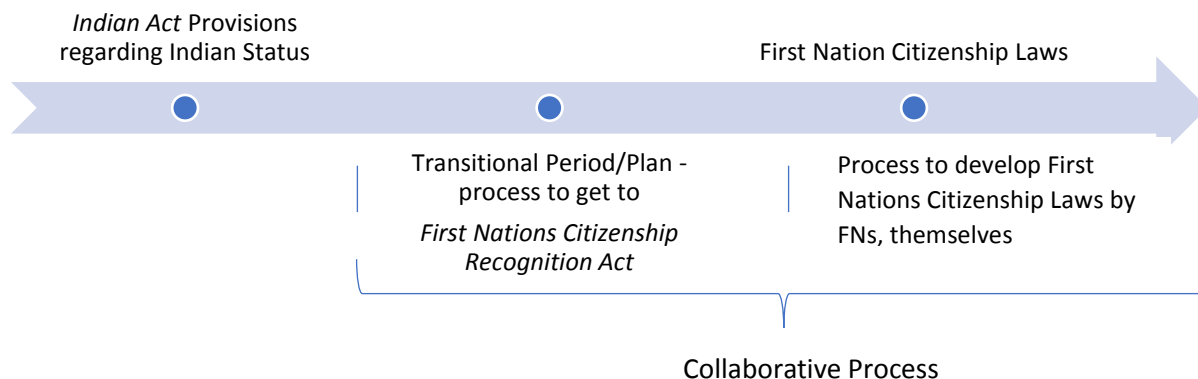 Indian Act Provisions
regarding Indian Status
First Nation Citizenship Laws
Transitional Period/Plan -
process to get to
First Nations Citizenship
Recognition Act
Process to develop First
Nations Citizenship Laws by
FNs, themselves
Collaborative Process